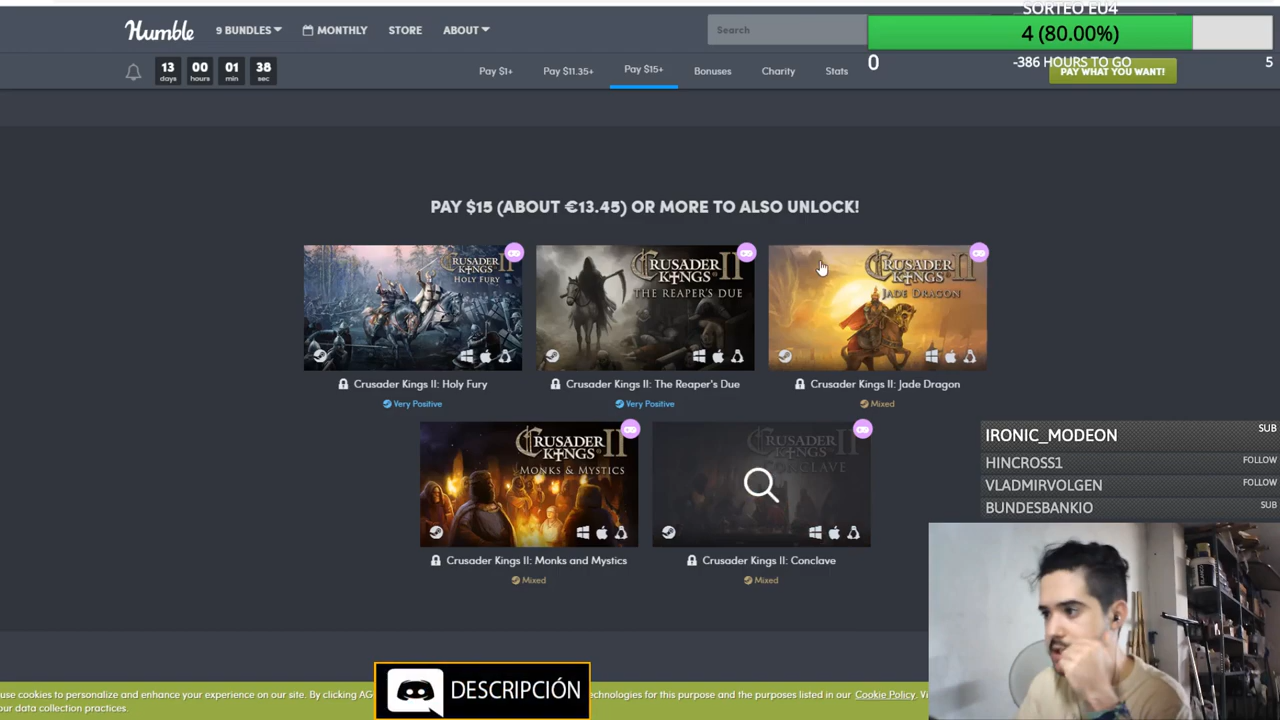 SORTEO EU4
Humble
9 BUNDLES
MONTHLY
STORE
ABOUT
Search
4 (80.00%)
0
-386 HOURS TO GO
5
13 days
00 hours
01 min
38 sec
Pay $1+
Pay $11.35+
Pay $15+
Bonuses
Charity
Stats
PAY WHAT YOU WANT!
PAY $15 (ABOUT €13.45) OR MORE TO ALSO UNLOCK!
CRUSADER KINGS II
HOLY FURY
CRUSADER KINGS II
THE REAPER'S DUE
CRUSADER KINGS II
JADE DRAGON
Crusader Kings II: Holy Fury
Very Positive
Crusader Kings II: The Reaper's Due
Very Positive
Crusader Kings II: Jade Dragon
Mixed
CRUSADER KINGS II
MONKS & MYSTICS
CRUSADER KINGS II
CONCLAVE
Crusader Kings II: Monks and Mystics
Mixed
Crusader Kings II: Conclave
Mixed
IRONIC_MODEON SUB
HINCROSS1 FOLLOW
VLADMIRVOLGEN FOLLOW
BUNDESBANKIO SUB
use cookies to personalize and enhance your experience on our site. By clicking AG
echnologies for this purpose and the purposes listed in our Cookie Policy. Vi
our data collection practices.
DESCRIPCIÓN